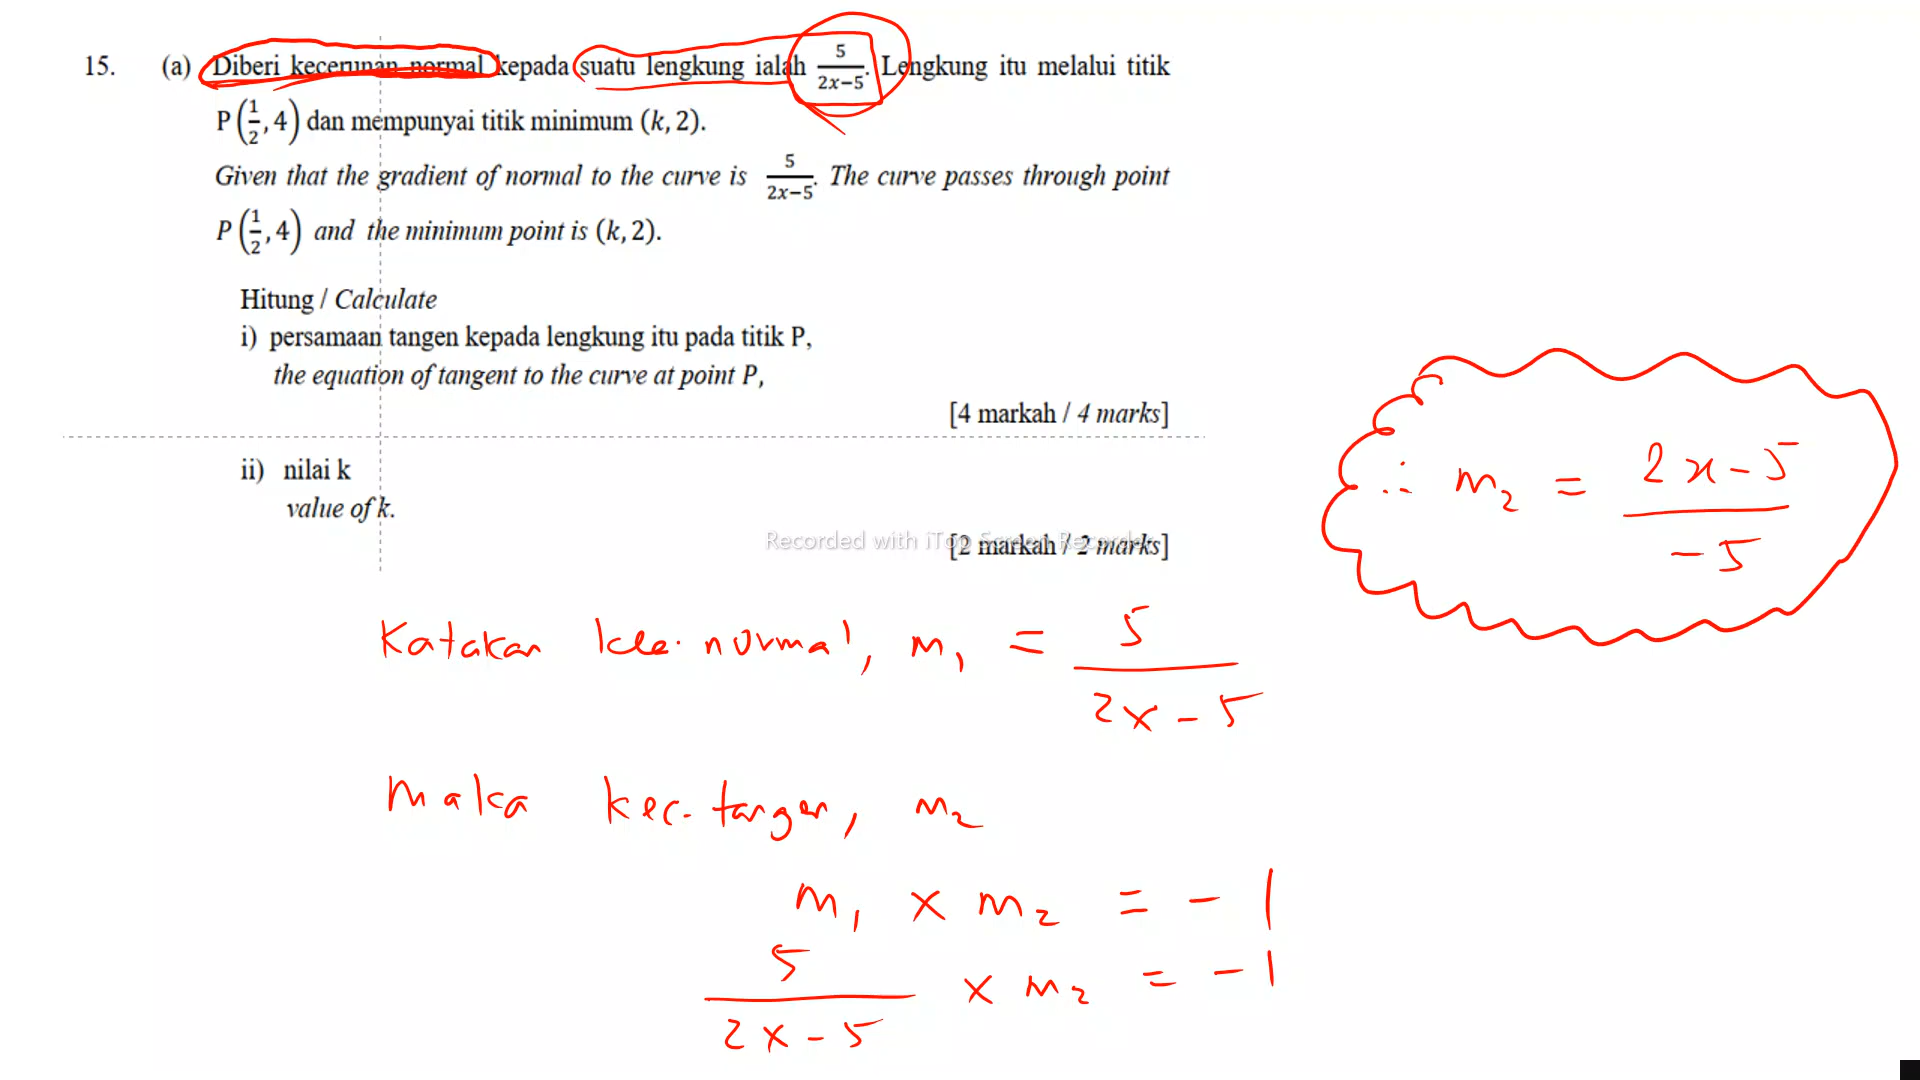 15. (a) Diberi kecerunan normal kepada suatu lengkung ialah 5/(2x−5). Lengkung itu melalui titik
P(1/2, 4) dan mempunyai titik minimum (k, 2).
Given that the gradient of normal to the curve is 5/(2x−5). The curve passes through point
P(1/2, 4) and the minimum point is (k, 2).
Hitung / Calculate
i) persamaan tangen kepada lengkung itu pada titik P,
the equation of tangent to the curve at point P,
[4 markah / 4 marks]
ii) nilai k
value of k.
Recorded with iTop Screen Recorder
[2 markah / 2 marks]
∴ m₂ = (2x − 5)/(−5)
Katakan kec. normal, m₁ = 5/(2x − 5)
Maka kec. tangen, m₂
m₁ × m₂ = −1
5/(2x − 5) × m₂ = −1